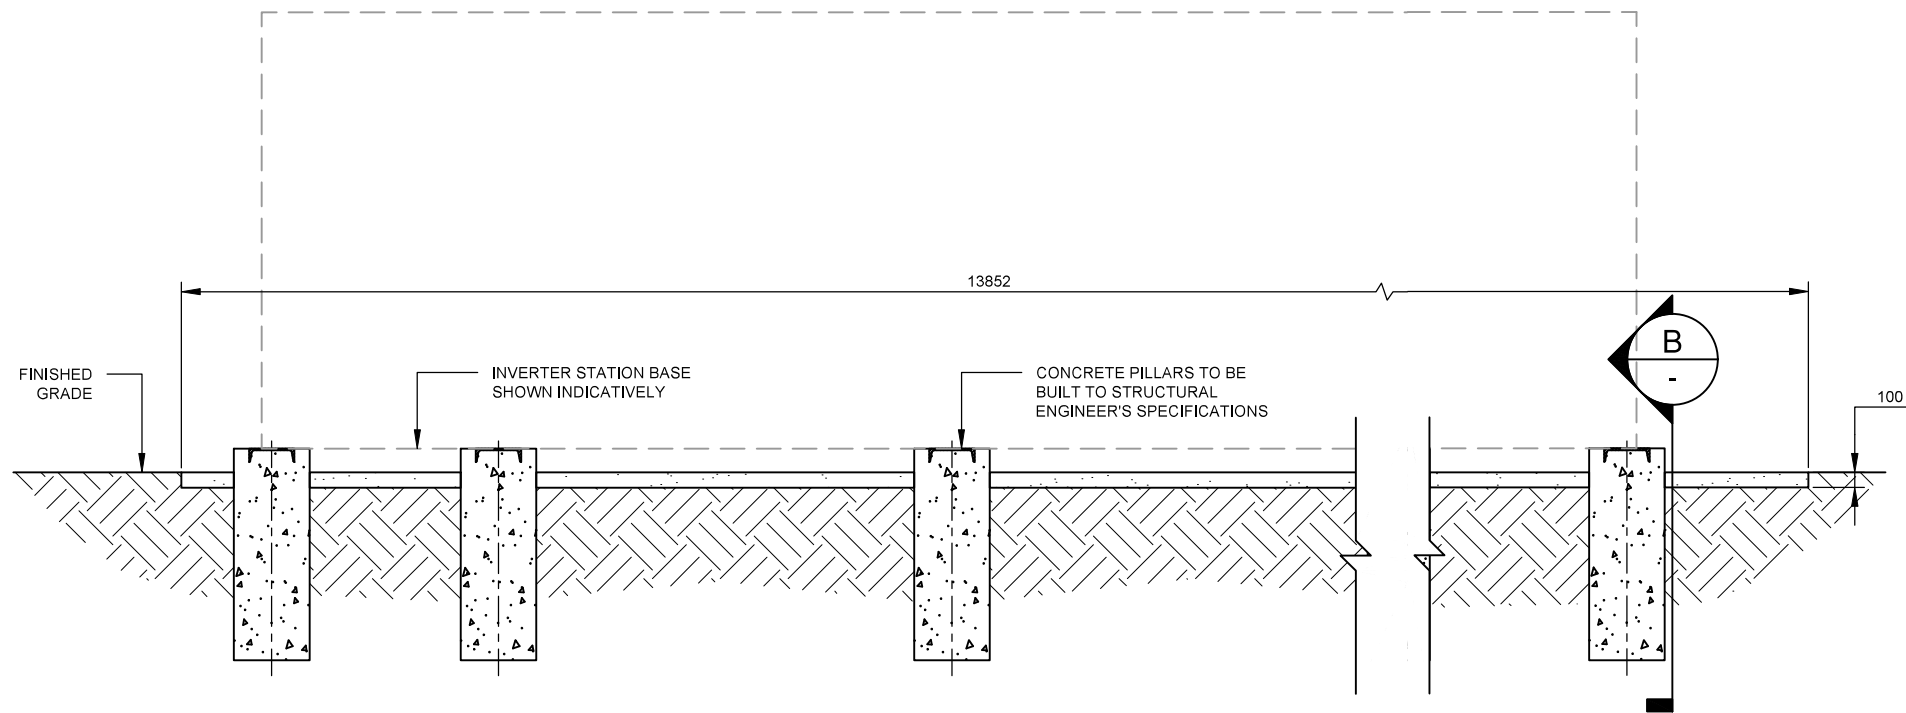 13852
B
-
FINISHED
GRADE
INVERTER STATION BASE
SHOWN INDICATIVELY
CONCRETE PILLARS TO BE
BUILT TO STRUCTURAL
ENGINEER'S SPECIFICATIONS
100